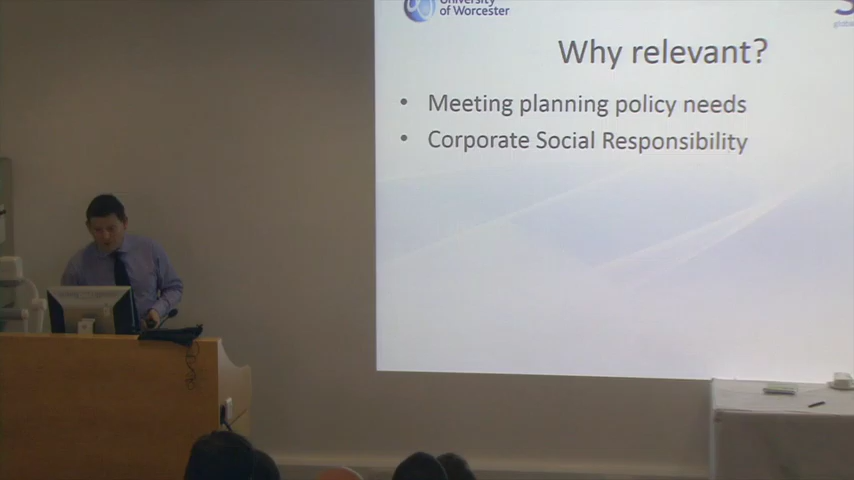 University
of Worcester
Why relevant?
• Meeting planning policy needs
• Corporate Social Responsibility